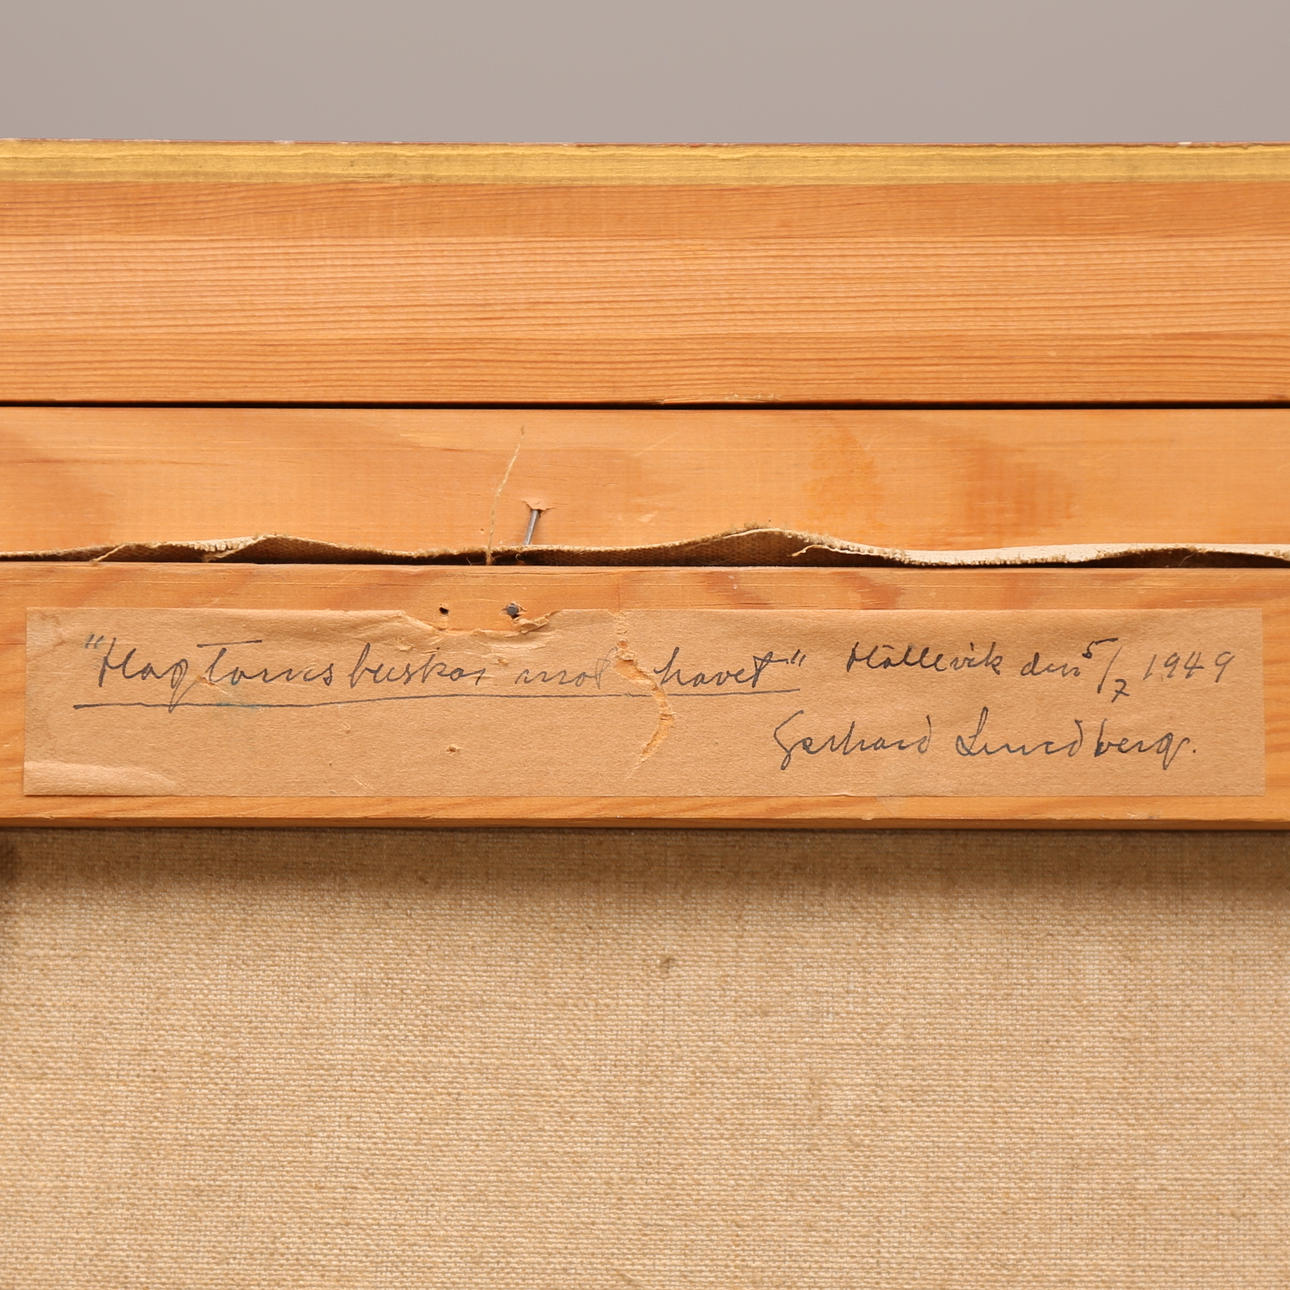 "Hagtornsbuskar mot havet" Hällevik den 5/7 1949
Gerhard Lundberg.